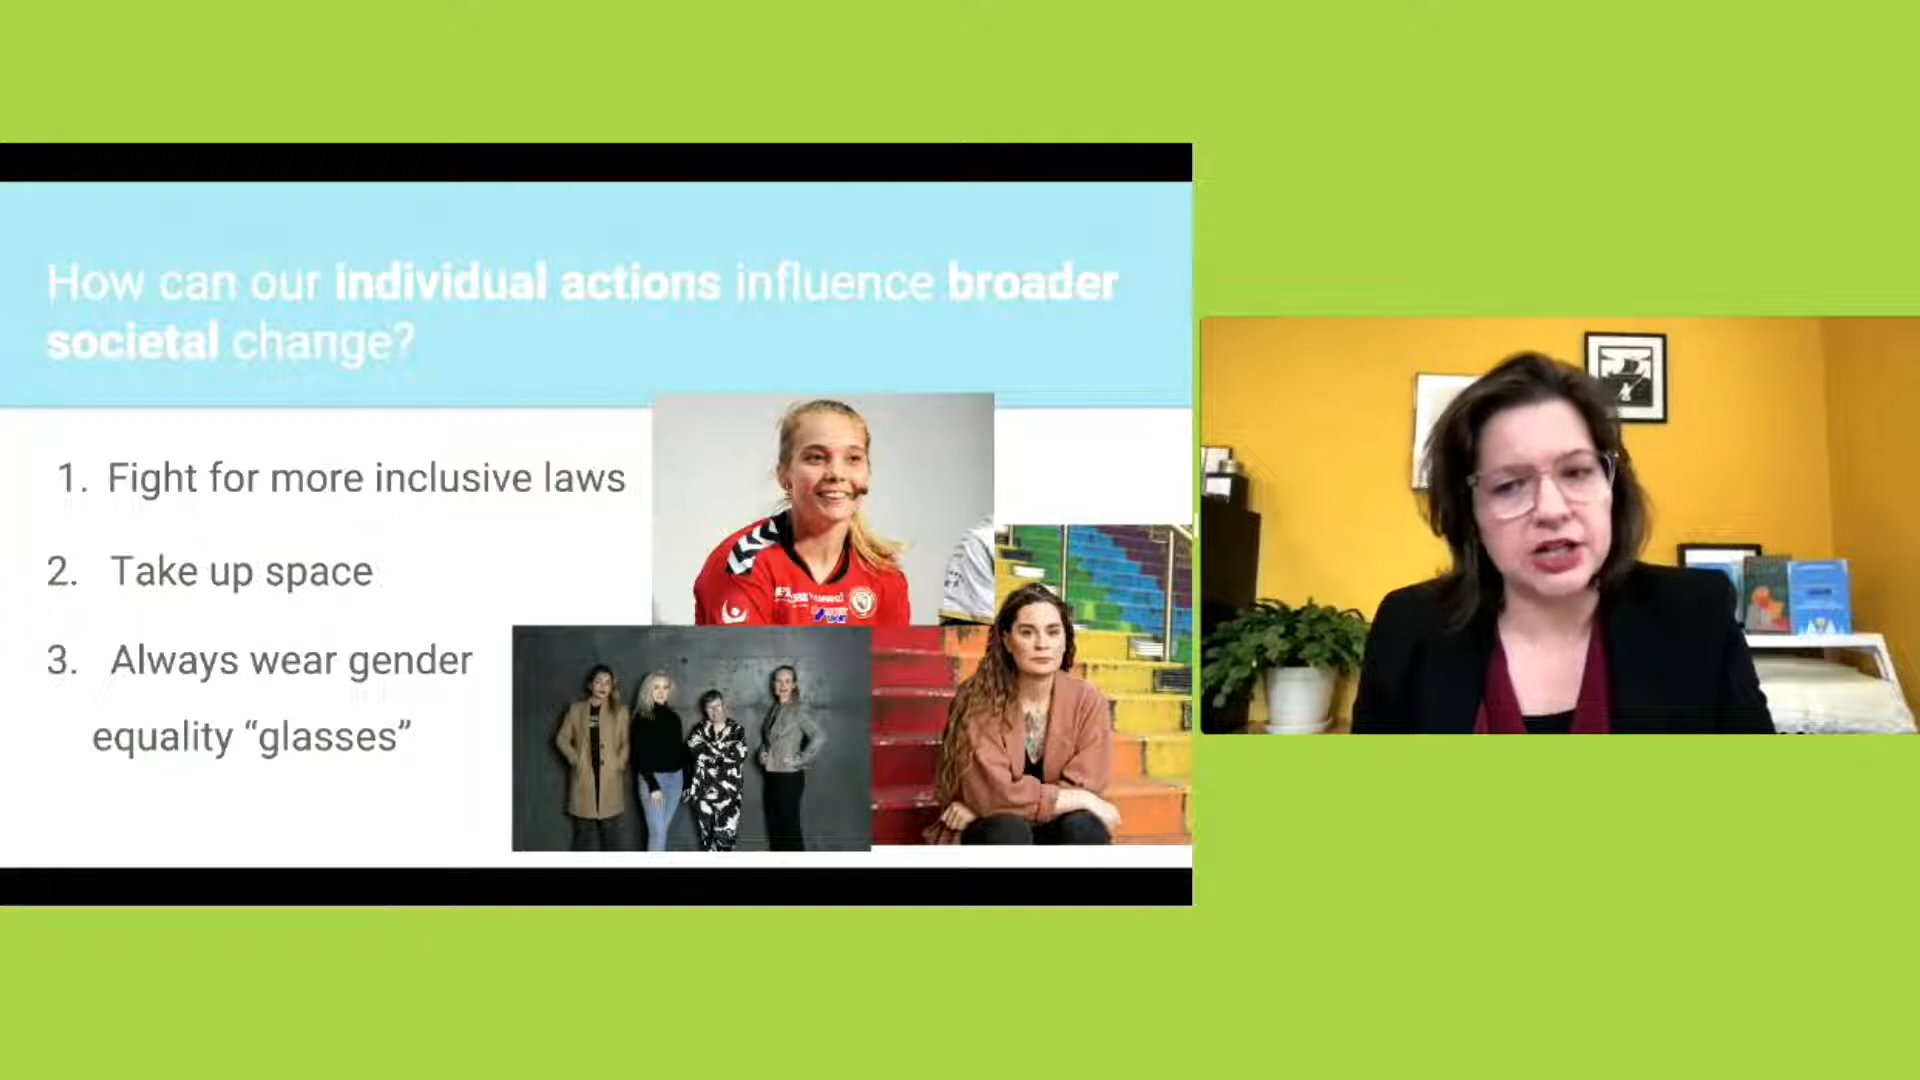 How can our individual actions influence broader
societal change?
1. Fight for more inclusive laws
2. Take up space
3. Always wear gender
equality “glasses”